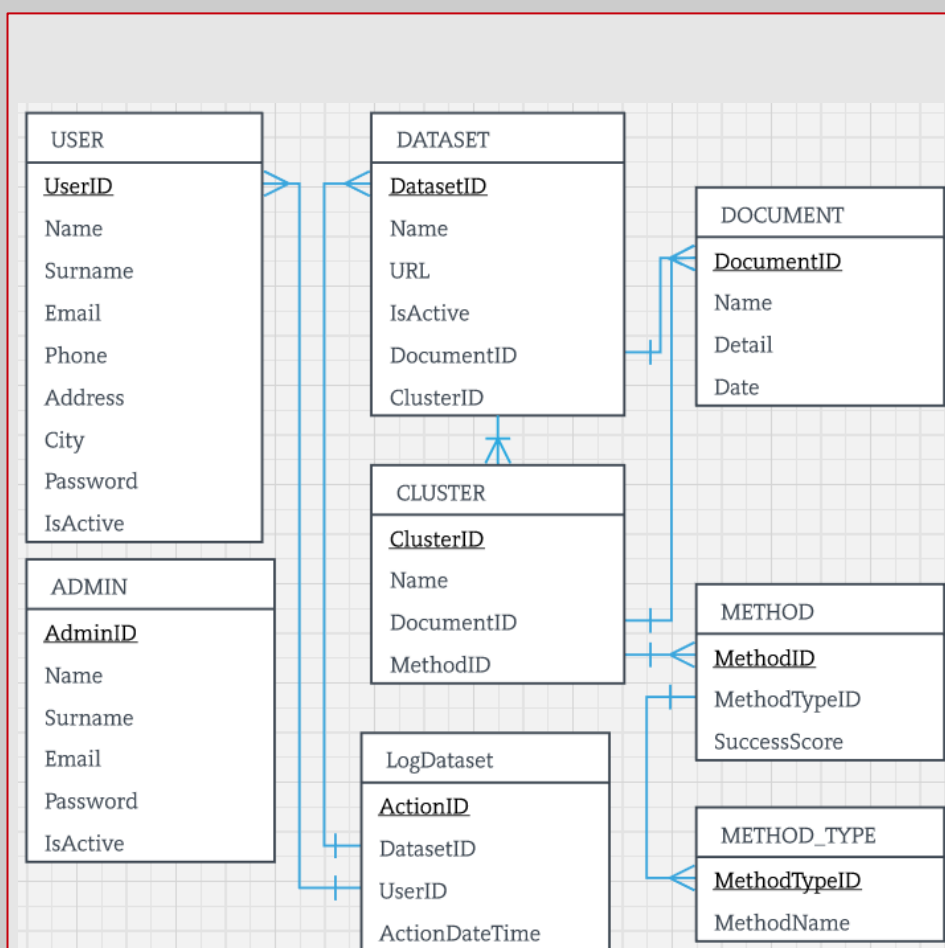 USER
UserID
Name
Surname
Email
Phone
Address
City
Password
IsActive
ADMIN
AdminID
Name
Surname
Email
Password
IsActive
DATASET
DatasetID
Name
URL
IsActive
DocumentID
ClusterID
CLUSTER
ClusterID
Name
DocumentID
MethodID
LogDataset
ActionID
DatasetID
UserID
ActionDateTime
DOCUMENT
DocumentID
Name
Detail
Date
METHOD
MethodID
MethodTypeID
SuccessScore
METHOD_TYPE
MethodTypeID
MethodName